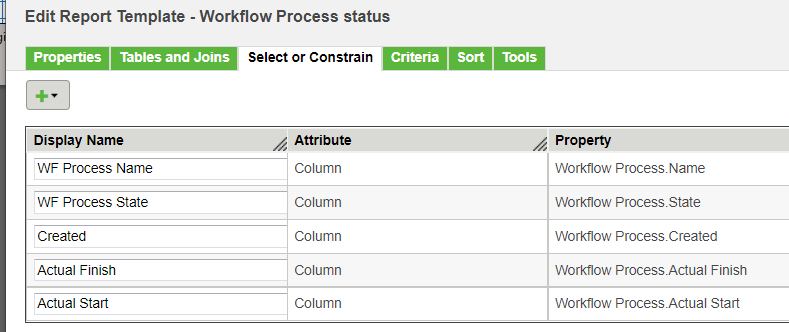 Edit Report Template - Workflow Process status
Properties Tables and Joins Select or Constrain Criteria Sort Tools
Display Name Attribute Property
WF Process Name Column Workflow Process.Name
WF Process State Column Workflow Process.State
Created Column Workflow Process.Created
Actual Finish Column Workflow Process.Actual Finish
Actual Start Column Workflow Process.Actual Start